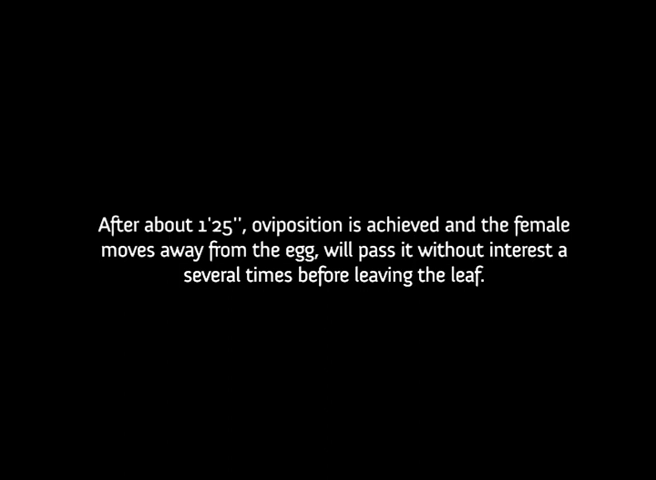 After about 1'25'', oviposition is achieved and the female
moves away from the egg, will pass it without interest a
several times before leaving the leaf.